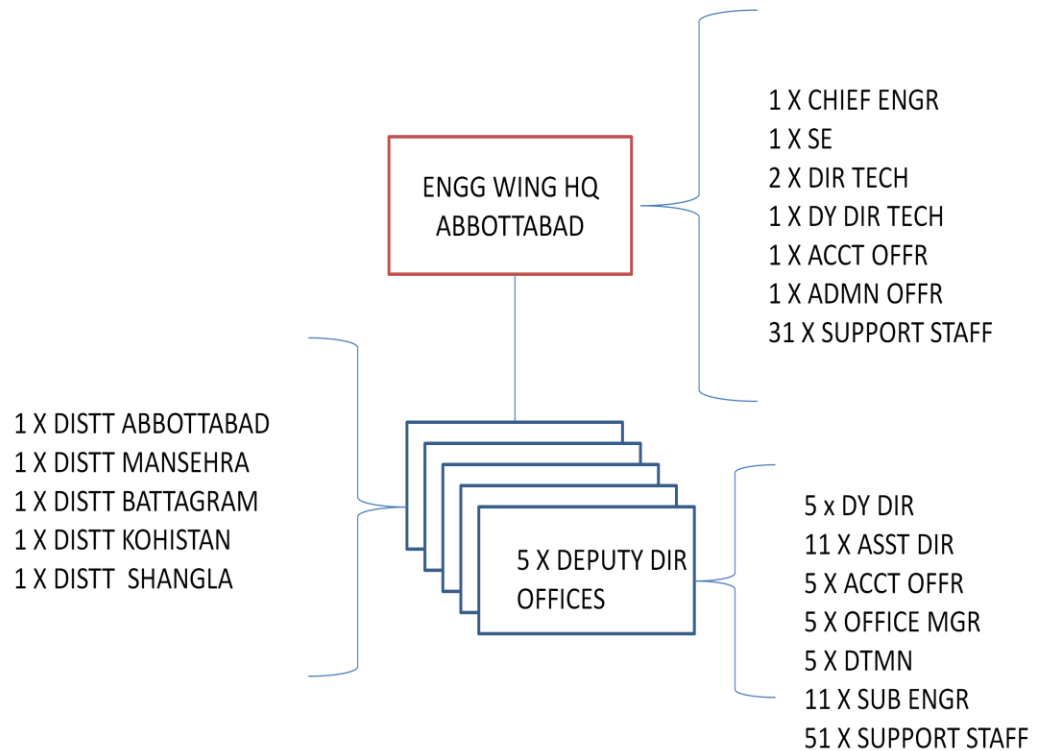 ENGG WING HQ
ABBOTTABAD
1 X CHIEF ENGR
1 X SE
2 X DIR TECH
1 X DY DIR TECH
1 X ACCT OFFR
1 X ADMN OFFR
31 X SUPPORT STAFF
1 X DISTT ABBOTTABAD
1 X DISTT MANSEHRA
1 X DISTT BATTAGRAM
1 X DISTT KOHISTAN
1 X DISTT SHANGLA
5 X DEPUTY DIR
OFFICES
5 x DY DIR
11 X ASST DIR
5 X ACCT OFFR
5 X OFFICE MGR
5 X DTMN
11 X SUB ENGR
51 X SUPPORT STAFF